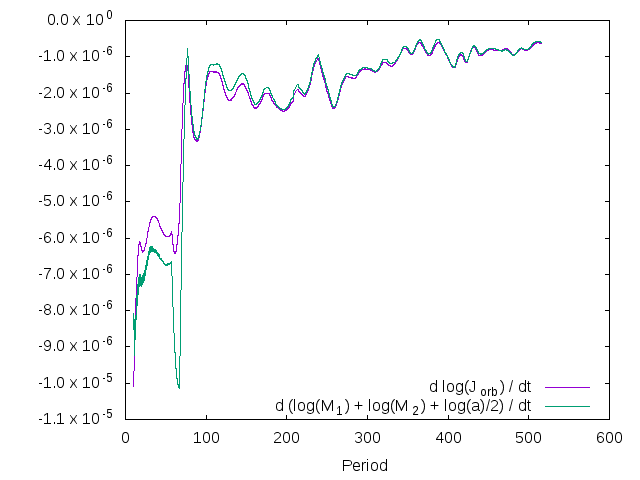 0.0 x 10^0
-1.0 x 10^-6
-2.0 x 10^-6
-3.0 x 10^-6
-4.0 x 10^-6
-5.0 x 10^-6
-6.0 x 10^-6
-7.0 x 10^-6
-8.0 x 10^-6
-9.0 x 10^-6
-1.0 x 10^-5
-1.1 x 10^-5
d log(J_orb) / dt
d (log(M_1) + log(M_2) + log(a)/2) / dt
0 100 200 300 400 500 600
Period